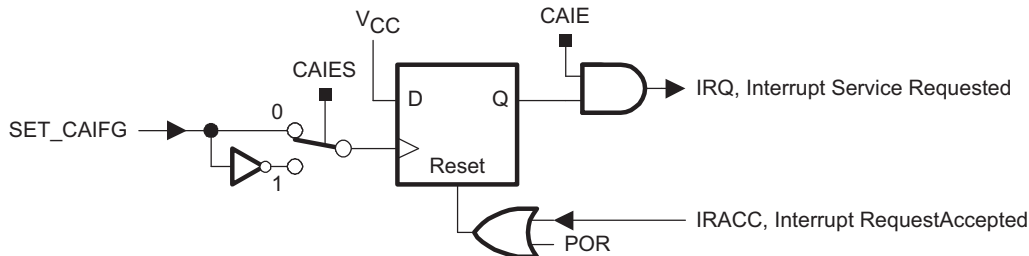 CAIE
VCC
CAIES
D
Q
IRQ, Interrupt Service Requested
0
SET_CAIFG
Reset
1
IRACC, Interrupt RequestAccepted
POR